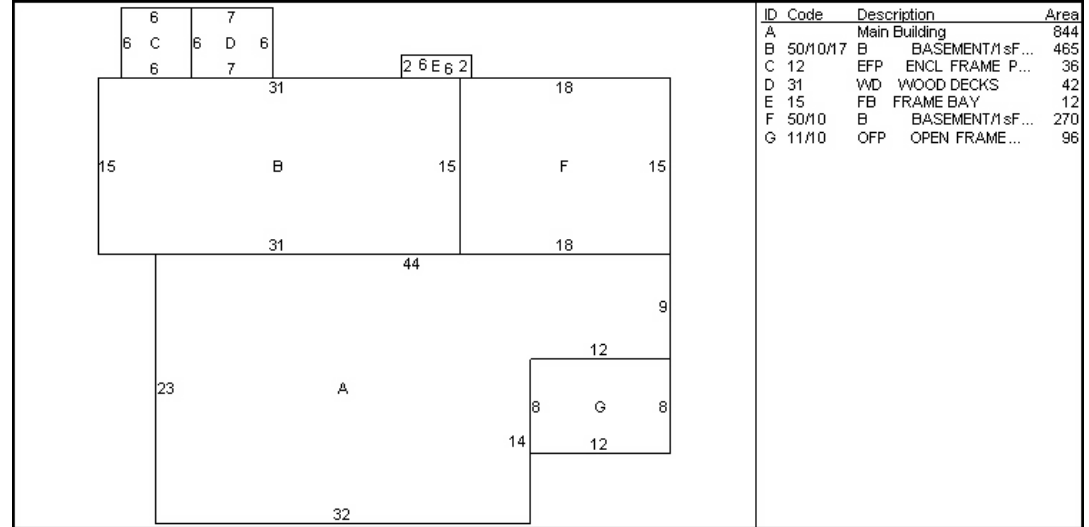 6 7
6 C 6 D 6
6 7
2 6 E 6 2
31 18
15 B 15 F 15
31 18
44
9
12
23 A 8 G 8
14 12
32
ID Code Description Area
A Main Building 844
B 50/10/17 B BASEMENT/1sF... 465
C 12 EFP ENCL FRAME P... 36
D 31 WD WOOD DECKS 42
E 15 FB FRAME BAY 12
F 50/10 B BASEMENT/1sF... 270
G 11/10 OFP OPEN FRAME... 96